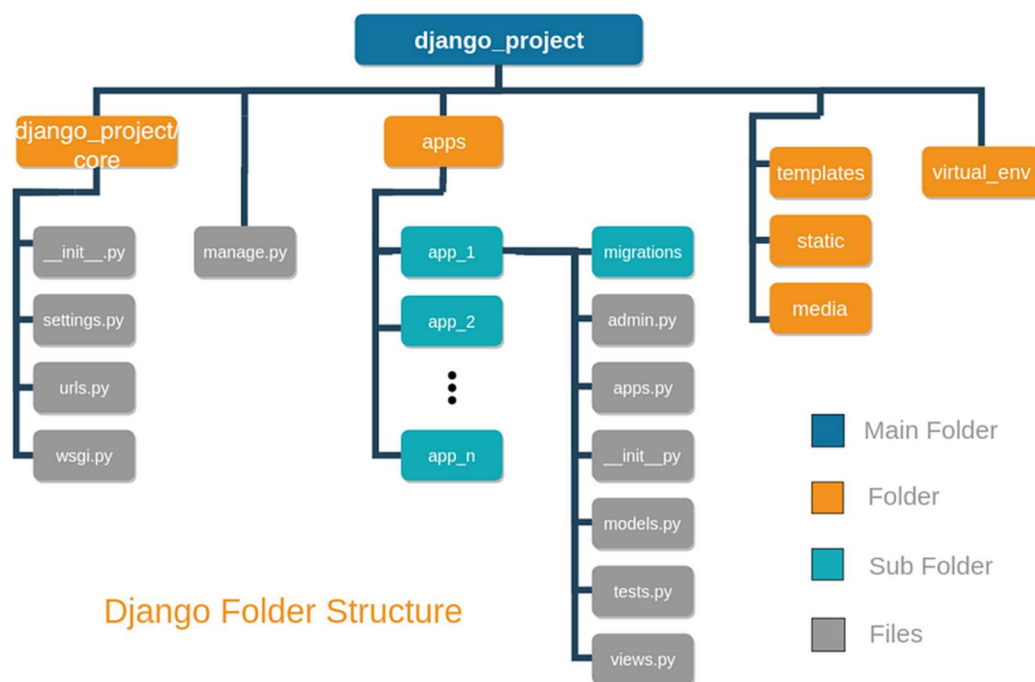 django_project
django_project/
core
apps
templates
virtual_env
static
media
__init__.py
manage.py
settings.py
urls.py
wsgi.py
app_1
app_2
app_n
migrations
admin.py
apps.py
__init__py
models.py
tests.py
views.py
Main Folder
Folder
Sub Folder
Files
Django Folder Structure